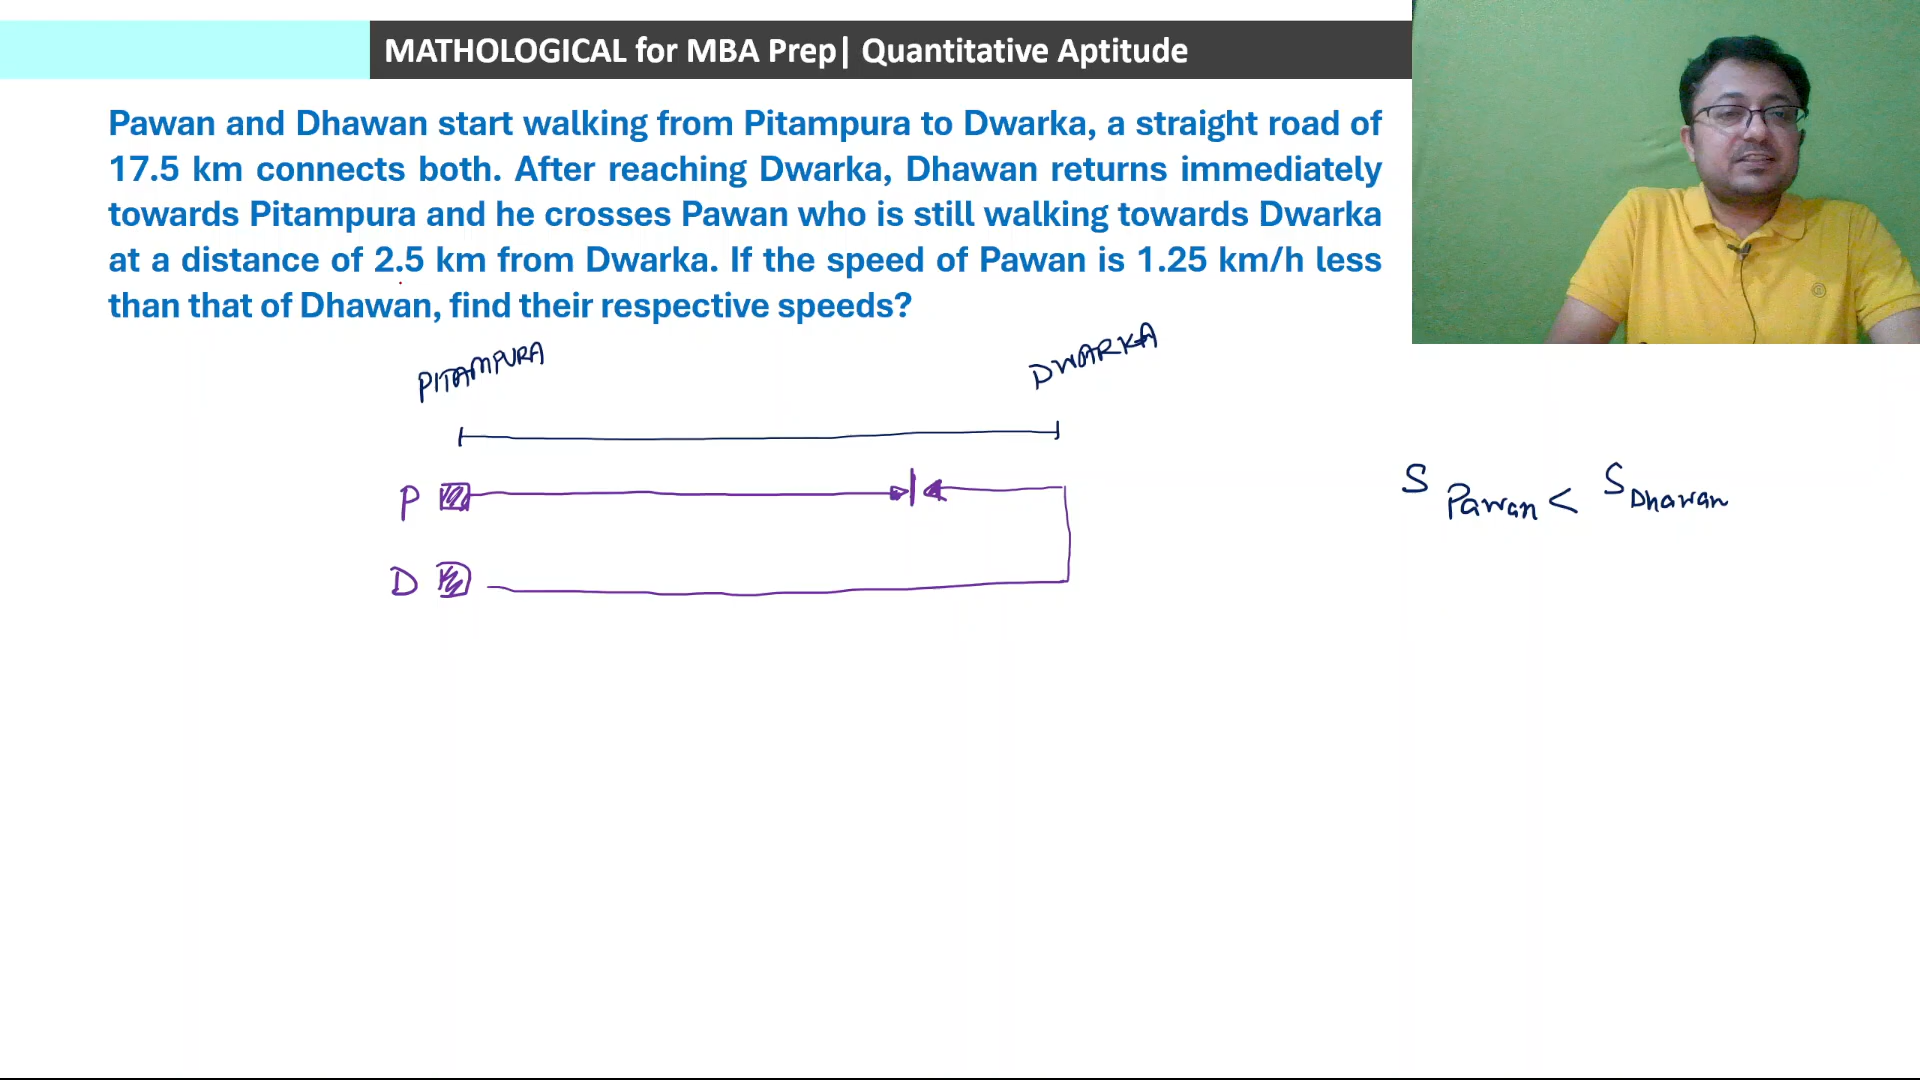 MATHOLOGICAL for MBA Prep| Quantitative Aptitude
Pawan and Dhawan start walking from Pitampura to Dwarka, a straight road of
17.5 km connects both. After reaching Dwarka, Dhawan returns immediately
towards Pitampura and he crosses Pawan who is still walking towards Dwarka
at a distance of 2.5 km from Dwarka. If the speed of Pawan is 1.25 km/h less
than that of Dhawan, find their respective speeds?
PITAMPURA
DWARKA
P
S Pawan < S Dhawan
D